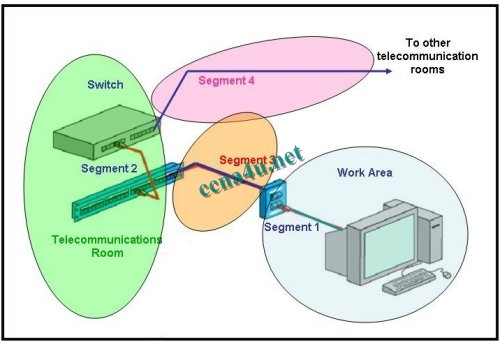 To other
telecommunication
rooms
Switch
Segment 4
Segment 2
Segment 3
ccna4u.net
Work Area
Telecommunications
Room
Segment 1